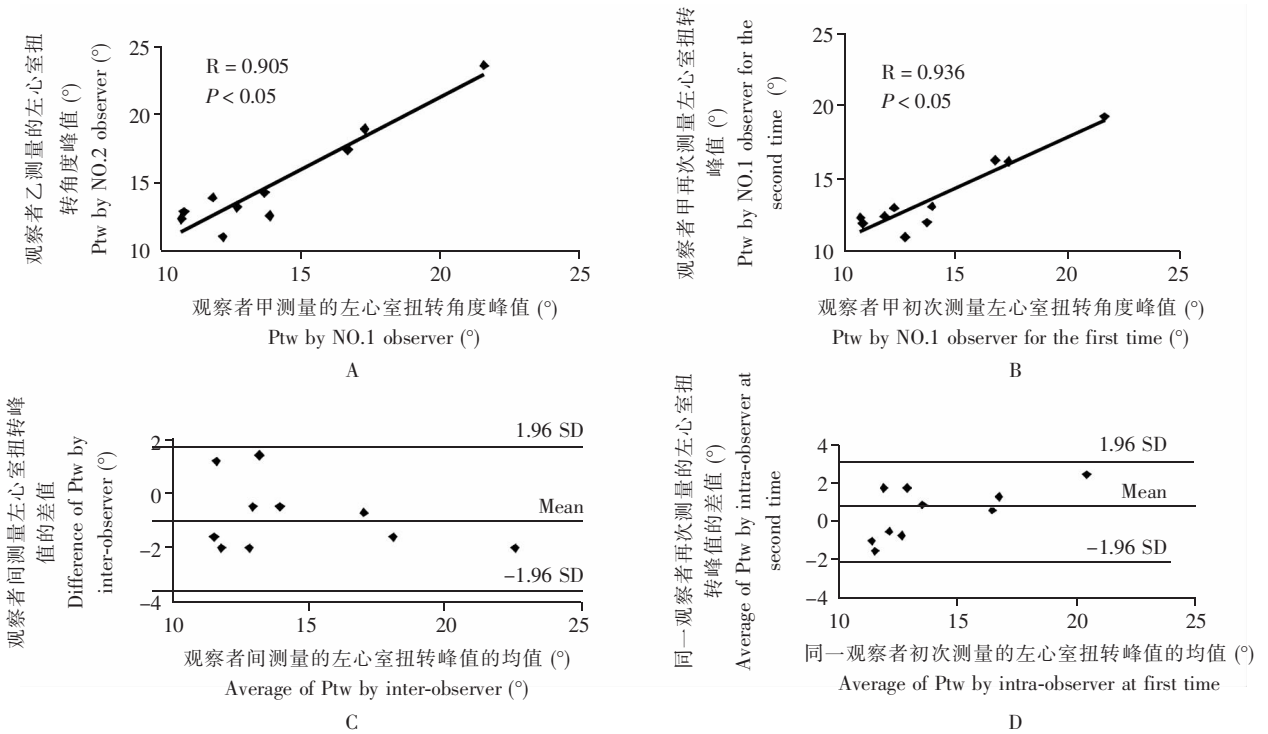 观察者乙测量的左心室扭
转角度峰值 (°)
Ptw by NO.2 observer (°)
25
20
15
10
R = 0.905
P < 0.05
10
15
20
25
观察者甲测量的左心室扭转角度峰值 (°)
Ptw by NO.1 observer (°)
A
观察者甲再次测量左心室扭转
峰值 (°)
Ptw by NO.1 observer for the
second time (°)
25
20
15
10
R = 0.936
P < 0.05
10
15
20
25
观察者甲初次测量左心室扭转角度峰值 (°)
Ptw by NO.1 observer for the first time (°)
B
观察者间测量左心室扭转峰
值的差值
Difference of Ptw by
inter-observer (°)
2
0
−2
−4
1.96 SD
Mean
−1.96 SD
10
15
20
25
观察者间测量的左心室扭转峰值的均值 (°)
Average of Ptw by inter-observer (°)
C
同一观察者再次测量的左心室扭
转峰值的差值 (°)
Average of Ptw by intra-observer at
second time
4
2
0
−2
−4
1.96 SD
Mean
−1.96 SD
10
15
20
25
同一观察者初次测量的左心室扭转峰值的均值 (°)
Average of Ptw by intra-observer at first time
D